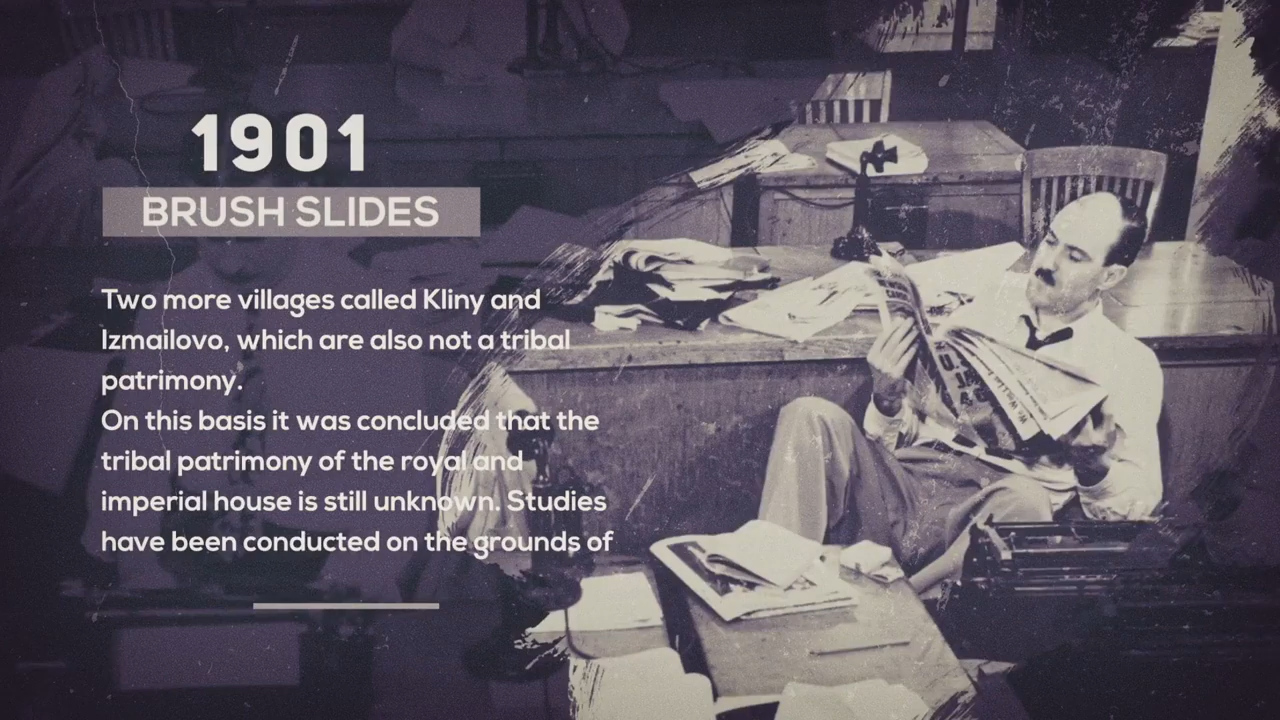 1901
BRUSH SLIDES
Two more villages called Kliny and
Izmailovo, which are also not a tribal
patrimony.
On this basis it was concluded that the
tribal patrimony of the royal and
imperial house is still unknown. Studies
have been conducted on the grounds of